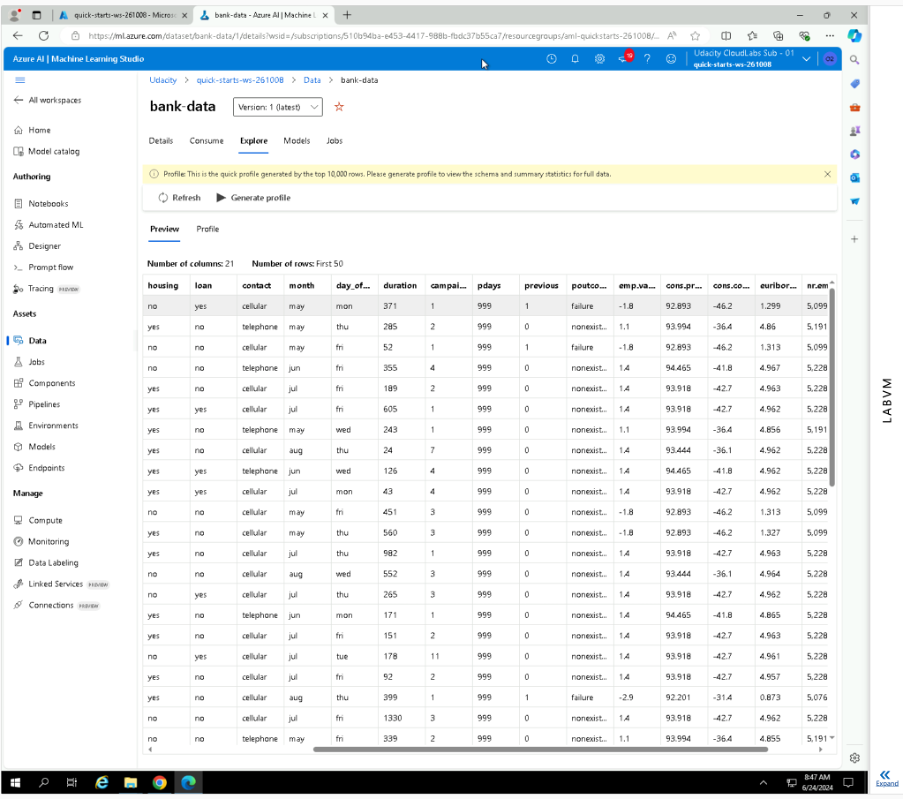 quick-starts-ws-261008 - Micros
bank-data - Azure AI | Machine L
https://ml.azure.com/dataset/bank-data/1/details?wsid=/subscriptions/510b94ba-e453-4417-988b-fbdc37b55ca7/resourcegroups/aml-quickstarts-261008/...
Azure AI | Machine Learning Studio
Udacity CloudLabs Sub - 01
quick-starts-ws-261008
Udacity > quick-starts-ws-261008 > Data > bank-data
All workspaces
Home
Model catalog
Authoring
Notebooks
Automated ML
Designer
Prompt flow
Tracing PREVIEW
Assets
Data
Jobs
Components
Pipelines
Environments
Models
Endpoints
Manage
Compute
Monitoring
Data Labeling
Linked Services PREVIEW
Connections PREVIEW
bank-data
Version: 1 (latest)
Details Consume Explore Models Jobs
Profile: This is the quick profile generated by the top 10,000 rows. Please generate profile to view the schema and summary statistics for full data.
Refresh Generate profile
Preview Profile
Number of columns: 21 Number of rows: First 50
housing loan contact month day_of... duration campai... pdays previous poutco... emp.va... cons.pr... cons.co... euribor... nr.em
no yes cellular may mon 371 1 999 1 failure -1.8 92.893 -46.2 1.299 5,099
yes no telephone may thu 285 2 999 0 nonexist... 1.1 93.994 -36.4 4.86 5,191
no no cellular may fri 52 1 999 1 failure -1.8 92.893 -46.2 1.313 5,099
no no telephone jun fri 355 4 999 0 nonexist... 1.4 94.465 -41.8 4.967 5,228
yes no cellular jul fri 189 2 999 0 nonexist... 1.4 93.918 -42.7 4.963 5,228
yes yes cellular jul fri 605 1 999 0 nonexist... 1.4 93.918 -42.7 4.962 5,228
yes no telephone may wed 243 1 999 0 nonexist... 1.1 93.994 -36.4 4.856 5,191
yes no cellular aug thu 24 7 999 0 nonexist... 1.4 93.444 -36.1 4.962 5,228
yes yes telephone jun wed 126 4 999 0 nonexist... 1.4 94.465 -41.8 4.962 5,228
yes yes cellular jul mon 43 4 999 0 nonexist... 1.4 93.918 -42.7 4.962 5,228
no no cellular may fri 451 3 999 0 nonexist... -1.8 92.893 -46.2 1.313 5,099
yes no cellular may thu 560 3 999 0 nonexist... -1.8 92.893 -46.2 1.327 5,099
yes no cellular jul thu 982 1 999 0 nonexist... 1.4 93.918 -42.7 4.963 5,228
no no cellular aug wed 552 3 999 0 nonexist... 1.4 93.444 -36.1 4.964 5,228
no yes cellular jul thu 265 3 999 0 nonexist... 1.4 93.918 -42.7 4.962 5,228
yes no telephone jun mon 171 1 999 0 nonexist... 1.4 94.465 -41.8 4.865 5,228
yes no cellular jul fri 151 2 999 0 nonexist... 1.4 93.918 -42.7 4.963 5,228
no yes cellular jul tue 178 11 999 0 nonexist... 1.4 93.918 -42.7 4.961 5,228
yes no cellular jul fri 92 2 999 0 nonexist... 1.4 93.918 -42.7 4.957 5,228
yes no cellular aug thu 399 1 999 1 failure -2.9 92.201 -31.4 0.873 5,076
no no cellular jul fri 1330 3 999 0 nonexist... 1.4 93.918 -42.7 4.962 5,228
no no telephone may fri 339 2 999 0 nonexist... 1.1 93.994 -36.4 4.855 5,191
8:47 AM
6/24/2024
LABVM
Expand